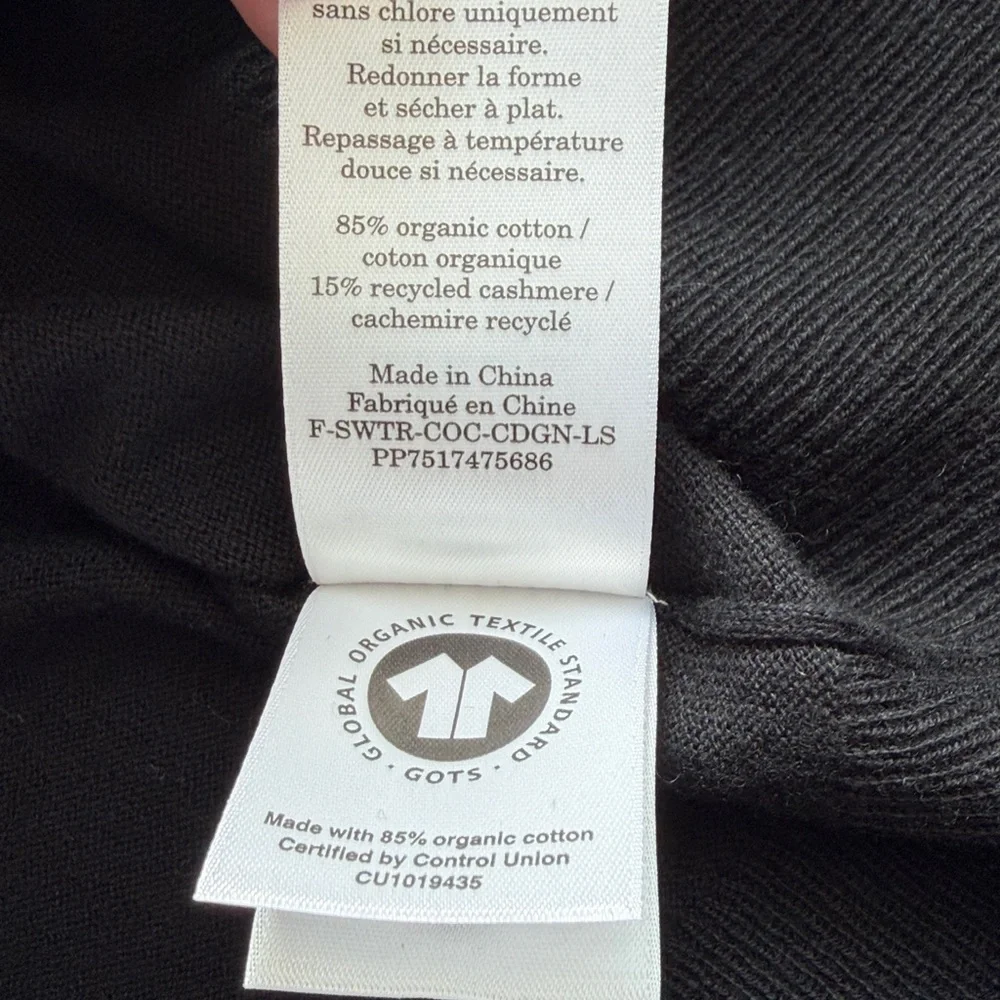 sans chlore uniquement
si nécessaire.
Redonner la forme
et sécher à plat.
Repassage à température
douce si nécessaire.
85% organic cotton /
coton organique
15% recycled cashmere /
cachemire recyclé
Made in China
Fabriqué en Chine
F-SWTR-COC-CDGN-LS
PP7517475686
GLOBAL ORGANIC TEXTILE STANDARD
· GOTS ·
Made with 85% organic cotton
Certified by Control Union
CU1019435